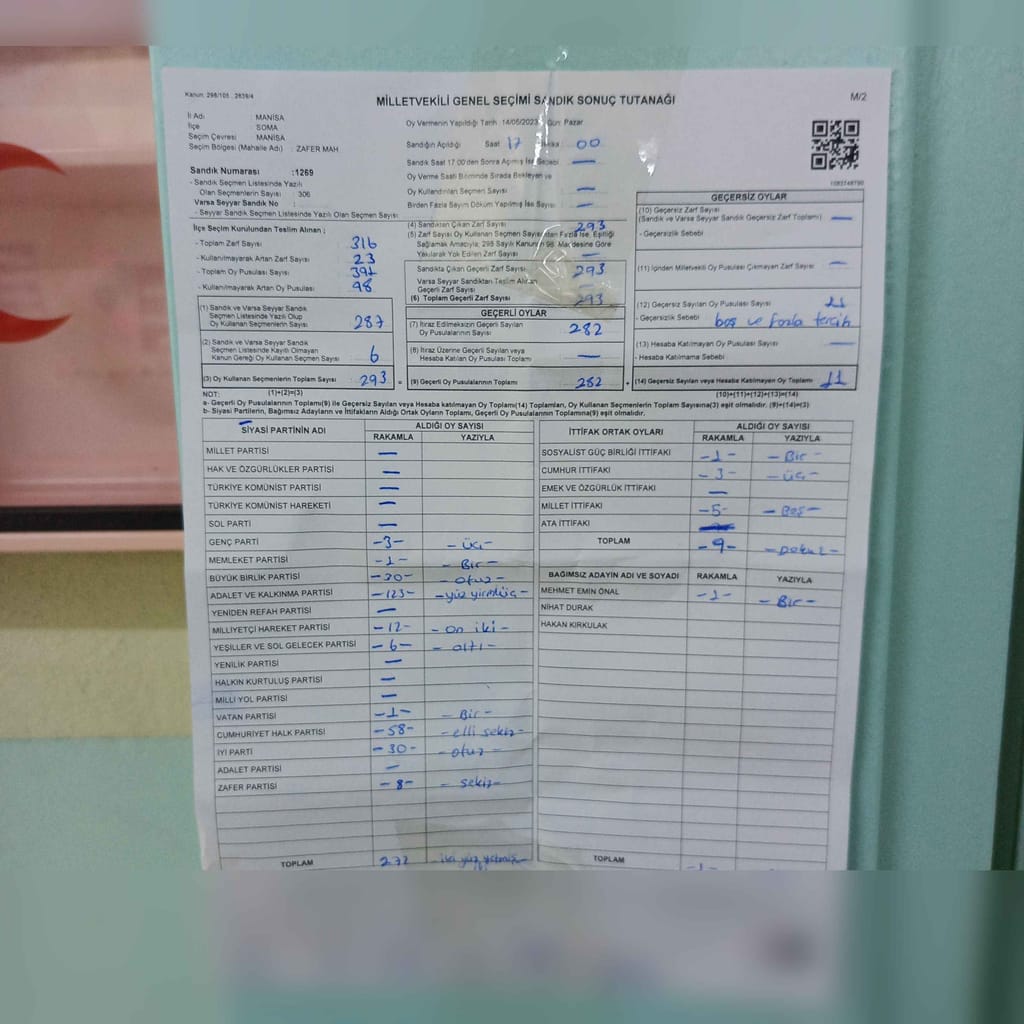 Kanun: 298/105 , 2839/4
MİLLETVEKİLİ GENEL SEÇİMİ SANDIK SONUÇ TUTANAĞI
M/2
İl Adı MANİSA
İlçe SOMA
Seçim Çevresi MANİSA
Seçim Bölgesi (Mahalle Adı) : ZAFER MAH
Oy Vermenin Yapıldığı Tarih :14/05/2023 Gün: Pazar
Sandığın Açıldığı Saat 17 00
Sandık Saat 17:00'den Sonra Açılmış İse Sebebi —
Oy Verme Saati Bitiminde Sırada Bekleyen ve
Oy Kullandırılan Seçmen Sayısı —
Birden Fazla Sayım Döküm Yapılmış İse Sayısı —
Sandık Numarası :1269
- Sandık Seçmen Listesinde Yazılı
Olan Seçmenlerin Sayısı : 306
Varsa Seyyar Sandık No :
- Seyyar Sandık Seçmen Listesinde Yazılı Olan Seçmen Sayısı
İlçe Seçim Kurulundan Teslim Alınan ;
- Toplam Zarf Sayısı 316
- Kullanılmayarak Artan Zarf Sayısı 23
- Toplam Oy Pusulası Sayısı 391
- Kullanılmayarak Artan Oy Pusulası 98
(1) Sandık ve Varsa Seyyar Sandık
Seçmen Listesinde Yazılı Olup
Oy Kullanan Seçmenlerin Sayısı 287
(2) Sandık ve Varsa Seyyar Sandık
Seçmen Listesinde Kayıtlı Olmayan
Kanun Gereği Oy Kullanan Seçmen Sayısı 6
(3) Oy Kullanan Seçmenlerin Toplam Sayısı 293
(4) Sandıktan Çıkan Zarf Sayısı 293
(5) Zarf Sayısı Oy Kullanan Seçmen Sayısından Fazla İse, Eşitliği
Sağlamak Amacıyla, 298 Sayılı Kanunun 98. Maddesine Göre
Yakılarak Yok Edilen Zarf Sayısı —
Sandıkta Çıkan Geçerli Zarf Sayısı 293
Varsa Seyyar Sandıktan Teslim Alınan
Geçerli Zarf Sayısı —
(6) Toplam Geçerli Zarf Sayısı 293
GEÇERLİ OYLAR
(7) İtiraz Edilmeksizin Geçerli Sayılan
Oy Pusulalarının Sayısı 282
(8) İtiraz Üzerine Geçerli Sayılan veya
Hesaba Katılan Oy Pusulası Toplamı —
= (9) Geçerli Oy Pusulalarının Toplamı 282 +
GEÇERSİZ OYLAR
(10) Geçersiz Zarf Sayısı
(Sandık ve Varsa Seyyar Sandık Geçersiz Zarf Toplamı) —
- Geçersizlik Sebebi
(11) İçinden Milletvekili Oy Pusulası Çıkmayan Zarf Sayısı —
(12) Geçersiz Sayılan Oy Pusulası Sayısı 11
- Geçersizlik Sebebi boş ve fazla tercih
(13) Hesaba Katılmayan Oy Pusulası Sayısı —
- Hesaba Katılmama Sebebi
(14) Geçersiz Sayılan veya Hesaba Katılmayan Oy Toplamı 11
NOT: (1)+(2)=(3) (10)+(11)+(12)+(13)=(14)
a- Geçerli Oy Pusulalarının Toplamı(9) ile Geçersiz Sayılan veya Hesaba katılmayan Oy Toplamı(14) Toplamları, Oy Kullanan Seçmenlerin Toplam Sayısına(3) eşit olmalıdır. (9)+(14)=(3)
b- Siyasi Partilerin, Bağımsız Adayların ve İttifakların Aldığı Ortak Oyların Toplamı, Geçerli Oy Pusulalarının Toplamına(9) eşit olmalıdır.
SİYASİ PARTİNİN ADI ALDIĞI OY SAYISI
RAKAMLA YAZIYLA
MİLLET PARTİSİ —
HAK VE ÖZGÜRLÜKLER PARTİSİ —
TÜRKİYE KOMÜNİST PARTİSİ —
TÜRKİYE KOMÜNİST HAREKETİ —
SOL PARTİ —
GENÇ PARTİ -3- - üç -
MEMLEKET PARTİSİ -1- - Bir -
BÜYÜK BİRLİK PARTİSİ -30- - otuz -
ADALET VE KALKINMA PARTİSİ -123-
YENİDEN REFAH PARTİSİ —
MİLLİYETÇİ HAREKET PARTİSİ -12- - on iki -
YEŞİLLER VE SOL GELECEK PARTİSİ -6- - altı -
YENİLİK PARTİSİ —
HALKIN KURTULUŞ PARTİSİ —
MİLLİ YOL PARTİSİ —
VATAN PARTİSİ -1- - Bir -
CUMHURİYET HALK PARTİSİ -58- - elli sekiz -
İYİ PARTİ -30- - otuz -
ADALET PARTİSİ —
ZAFER PARTİSİ -8- - sekiz -
TOPLAM 272
İTTİFAK ORTAK OYLARI ALDIĞI OY SAYISI
RAKAMLA YAZIYLA
SOSYALİST GÜÇ BİRLİĞİ İTTİFAKI -1- - Bir -
CUMHUR İTTİFAKI -3- - üç -
EMEK VE ÖZGÜRLÜK İTTİFAKI —
MİLLET İTTİFAKI -5- - Beş -
ATA İTTİFAKI
TOPLAM -9- - Dokuz -
BAĞIMSIZ ADAYIN ADI VE SOYADI RAKAMLA YAZIYLA
MEHMET EMİN ÖNAL -1- - Bir -
NİHAT DURAK
HAKAN KIRKULAK
TOPLAM -1-